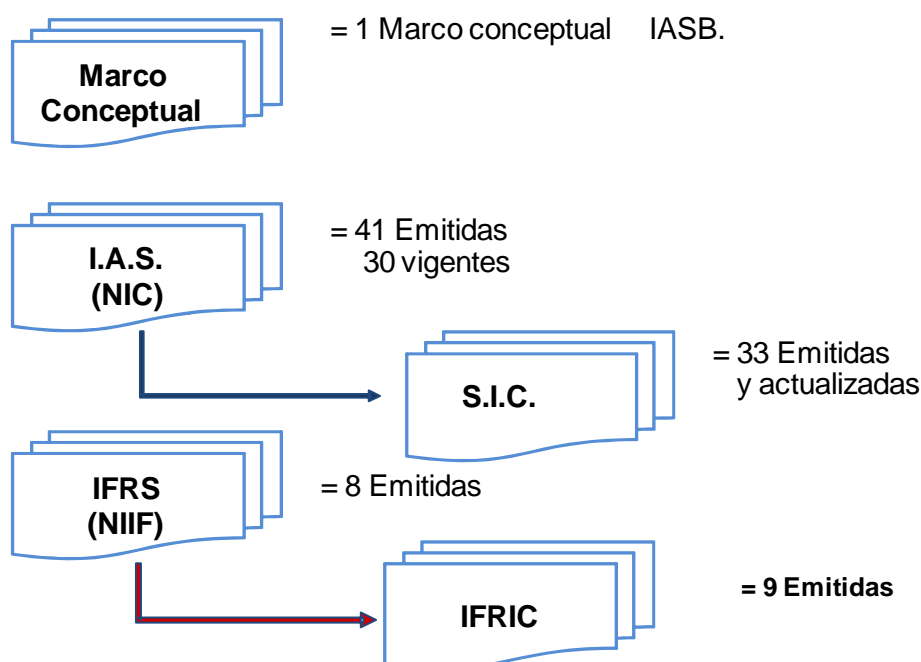 = 1 Marco conceptual IASB.
Marco
Conceptual
= 41 Emitidas
30 vigentes
I.A.S.
(NIC)
= 33 Emitidas
y actualizadas
S.I.C.
= 8 Emitidas
IFRS
(NIIF)
= 9 Emitidas
IFRIC